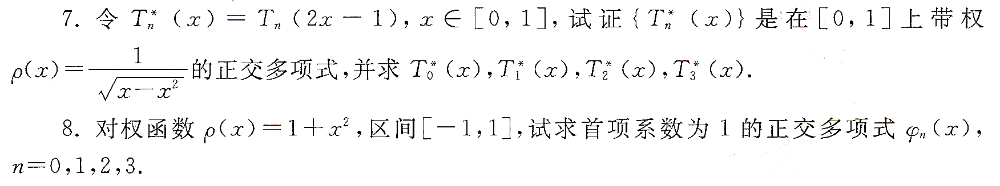 7. 令 $T_n^*(x) = T_n(2x-1), x \in [0,1]$, 试证 $\{T_n^*(x)\}$ 是在 $[0,1]$ 上带权
$\rho(x) = \frac{1}{\sqrt{x-x^2}}$ 的正交多项式,并求 $T_0^*(x), T_1^*(x), T_2^*(x), T_3^*(x)$.
8. 对权函数 $\rho(x) = 1+x^2$,区间$[-1,1]$,试求首项系数为 1 的正交多项式 $\varphi_n(x)$,
$n=0,1,2,3$.